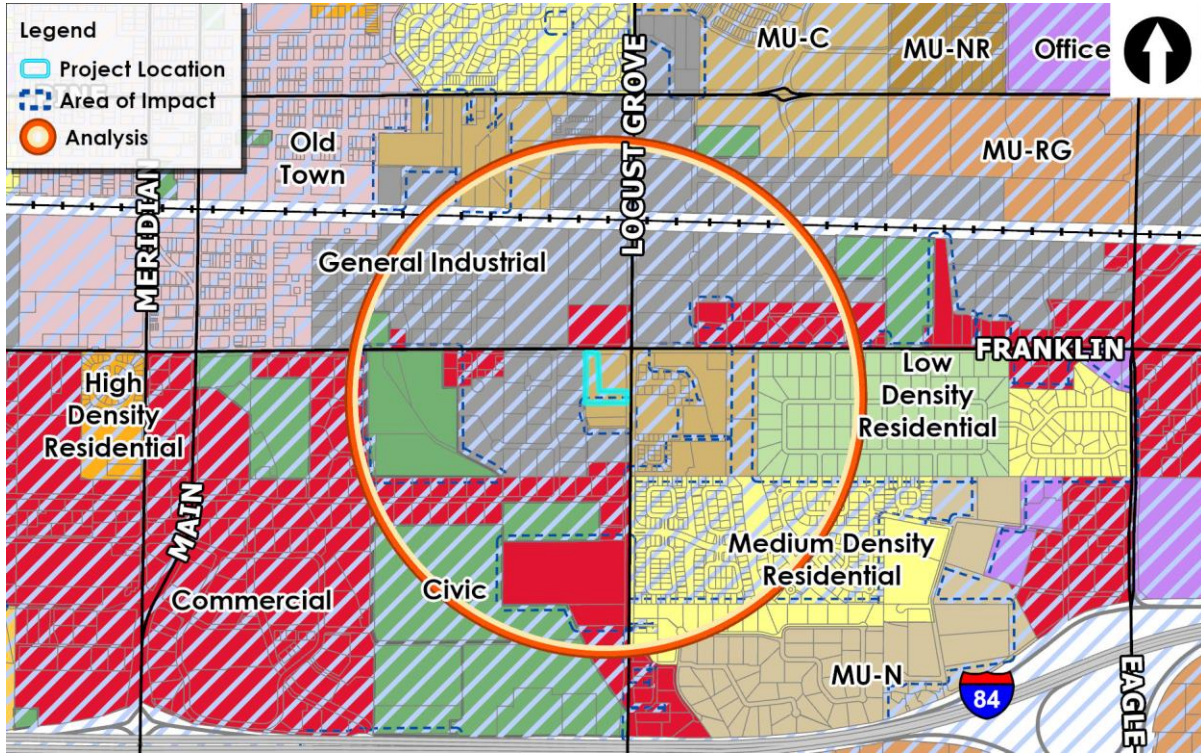 Legend
Project Location
Area of Impact
Analysis
MU-C
MU-NR
Office
LOCUST GROVE
Old
Town
MU-RG
MERIDIAN
General Industrial
FRANKLIN
High
Density
Residential
Low
Density
Residential
MAIN
Medium Density
Residential
Commercial
Civic
MU-N
84
EAGLE